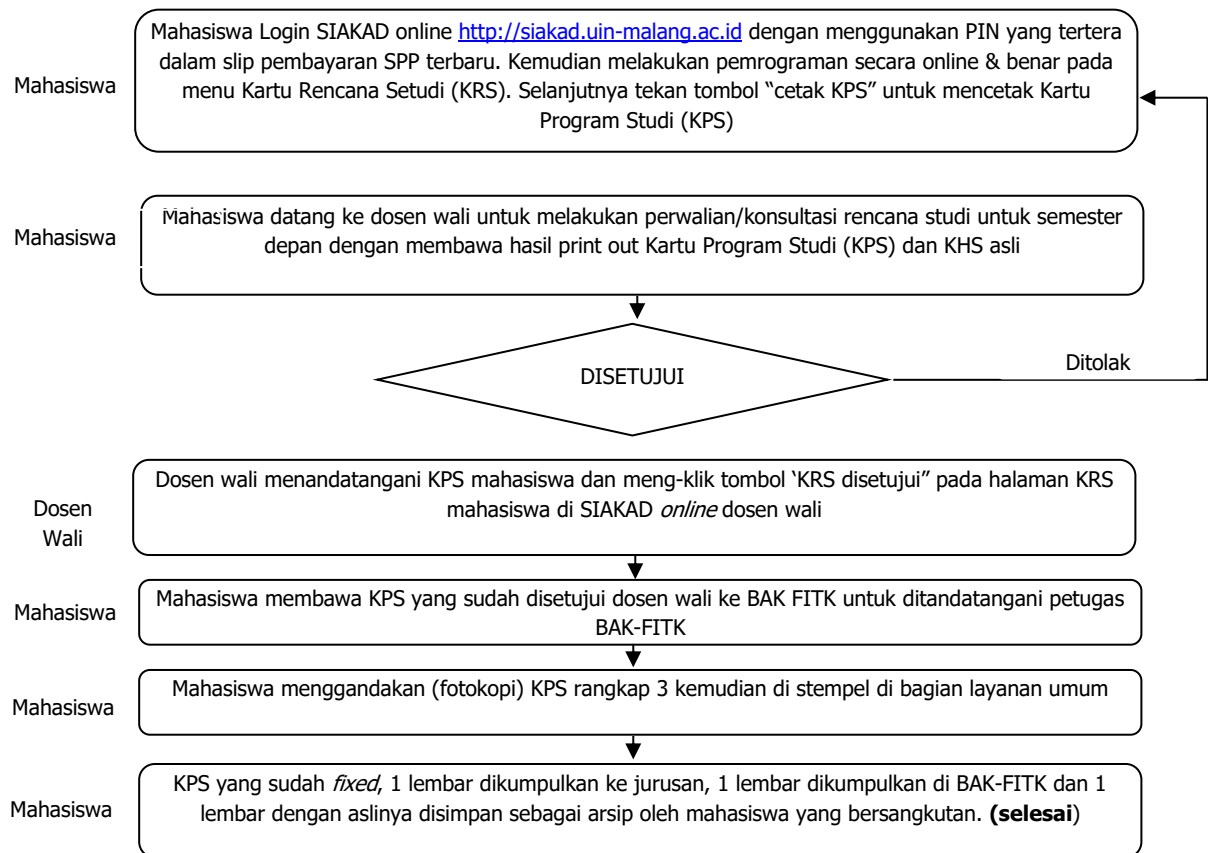 Mahasiswa Login SIAKAD online http://siakad.uin-malang.ac.id dengan menggunakan PIN yang tertera
dalam slip pembayaran SPP terbaru. Kemudian melakukan pemrograman secara online & benar pada
Mahasiswa
menu Kartu Rencana Setudi (KRS). Selanjutnya tekan tombol “cetak KPS” untuk mencetak Kartu
Program Studi (KPS)
Mahasiswa
Mahasiswa datang ke dosen wali untuk melakukan perwalian/konsultasi rencana studi untuk semester
depan dengan membawa hasil print out Kartu Program Studi (KPS) dan KHS asli
DISETUJUI
Ditolak
Dosen
Wali
Dosen wali menandatangani KPS mahasiswa dan meng-klik tombol ‘KRS disetujui” pada halaman KRS
mahasiswa di SIAKAD online dosen wali
Mahasiswa
Mahasiswa membawa KPS yang sudah disetujui dosen wali ke BAK FITK untuk ditandatangani petugas
BAK-FITK
Mahasiswa
Mahasiswa menggandakan (fotokopi) KPS rangkap 3 kemudian di stempel di bagian layanan umum
Mahasiswa
KPS yang sudah fixed, 1 lembar dikumpulkan ke jurusan, 1 lembar dikumpulkan di BAK-FITK dan 1
lembar dengan aslinya disimpan sebagai arsip oleh mahasiswa yang bersangkutan. (selesai)